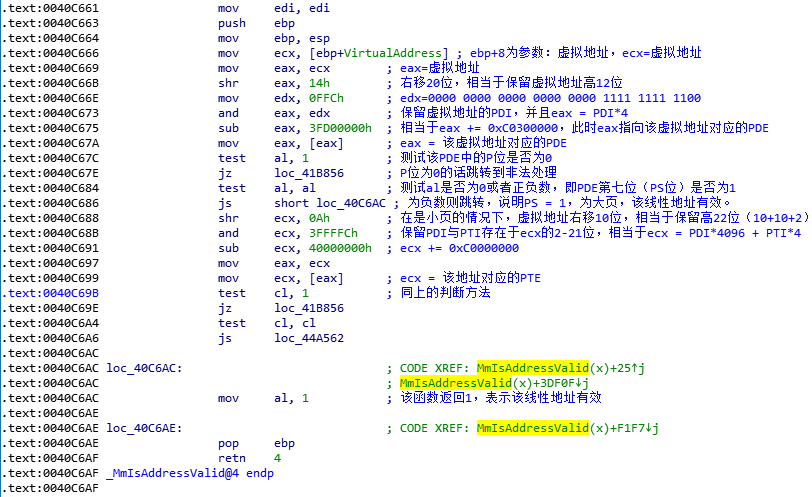 .text:0040C661 mov edi, edi
.text:0040C663 push ebp
.text:0040C664 mov ebp, esp
.text:0040C666 mov ecx, [ebp+VirtualAddress] ; ebp+8为参数：虚拟地址，ecx=虚拟地址
.text:0040C669 mov eax, ecx ; eax=虚拟地址
.text:0040C66B shr eax, 14h ; 右移20位，相当于保留虚拟地址高12位
.text:0040C66E mov edx, 0FFCh ; edx=0000 0000 0000 0000 0000 1111 1111 1100
.text:0040C673 and eax, edx ; 保留虚拟地址的PDI，并且eax = PDI*4
.text:0040C675 sub eax, 3FD00000h ; 相当于eax += 0xC0300000，此时eax指向该虚拟地址对应的PDE
.text:0040C67A mov eax, [eax] ; eax = 该虚拟地址对应的PDE
.text:0040C67C test al, 1 ; 测试该PDE中的P位是否为0
.text:0040C67E jz loc_41B856 ; P位为0的话跳转到非法处理
.text:0040C684 test al, al ; 测试al是否为0或者正负数，即PDE第七位（PS位）是否为1
.text:0040C686 js short loc_40C6AC ; 为负数则跳转，说明PS = 1，为大页，该线性地址有效。
.text:0040C688 shr ecx, 0Ah ; 在是小页的情况下，虚拟地址右移10位，相当于保留高22位（10+10+2）
.text:0040C68B and ecx, 3FFFFCh ; 保留PDI与PTI存在于ecx的2-21位，相当于ecx = PDI*4096 + PTI*4
.text:0040C691 sub ecx, 40000000h ; ecx += 0xC0000000
.text:0040C697 mov eax, ecx
.text:0040C699 mov ecx, [eax] ; ecx = 该地址对应的PTE
.text:0040C69B test cl, 1 ; 同上的判断方法
.text:0040C69E jz loc_41B856
.text:0040C6A4 test cl, cl
.text:0040C6A6 js loc_44A562
.text:0040C6AC
.text:0040C6AC loc_40C6AC: ; CODE XREF: MmIsAddressValid(x)+25↑j
.text:0040C6AC ; MmIsAddressValid(x)+3DF0F↓j
.text:0040C6AC mov al, 1 ; 该函数返回1，表示该线性地址有效
.text:0040C6AE
.text:0040C6AE loc_40C6AE: ; CODE XREF: MmIsAddressValid(x)+F1F7↓j
.text:0040C6AE pop ebp
.text:0040C6AF retn 4
.text:0040C6AF _MmIsAddressValid@4 endp
.text:0040C6AF